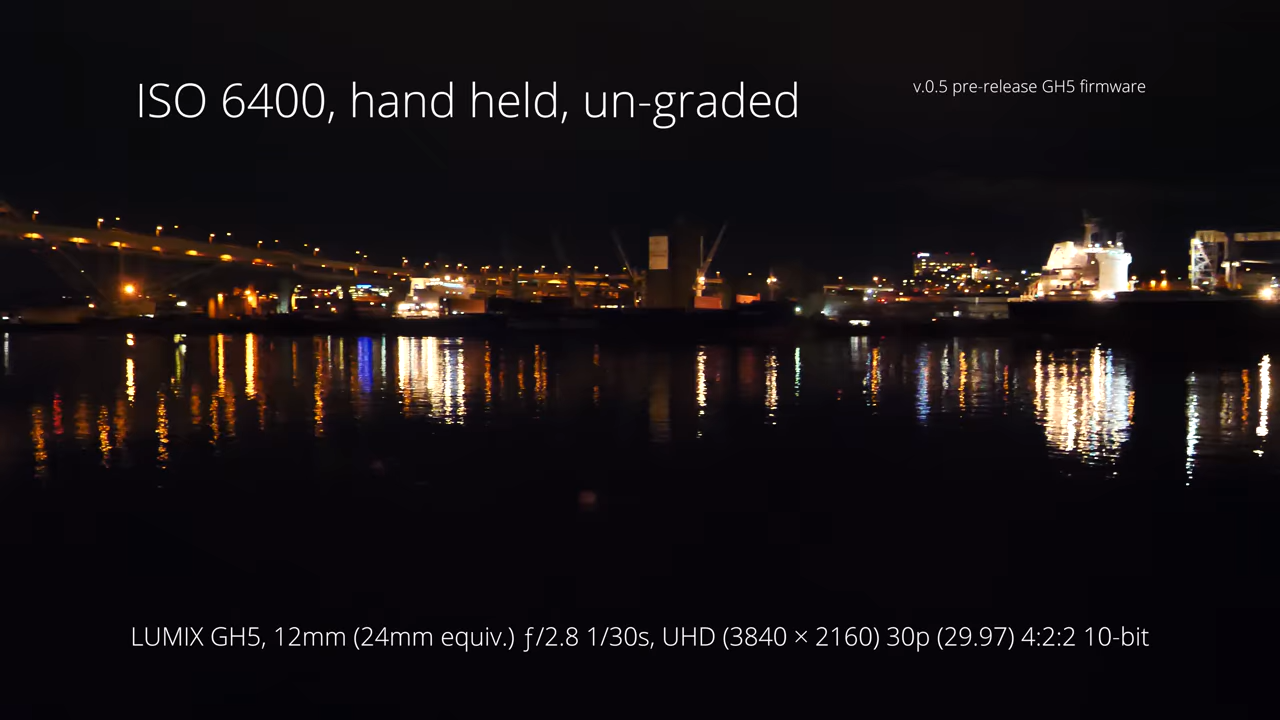 ISO 6400, hand held, un-graded
v.0.5 pre-release GH5 firmware
LUMIX GH5, 12mm (24mm equiv.) ƒ/2.8 1/30s, UHD (3840 × 2160) 30p (29.97) 4:2:2 10-bit